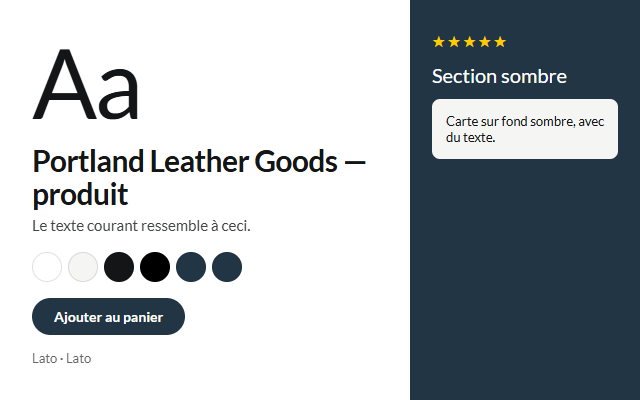 Aa
Portland Leather Goods —
produit
Le texte courant ressemble à ceci.
Ajouter au panier
Lato · Lato
★★★★★
Section sombre
Carte sur fond sombre, avec
du texte.